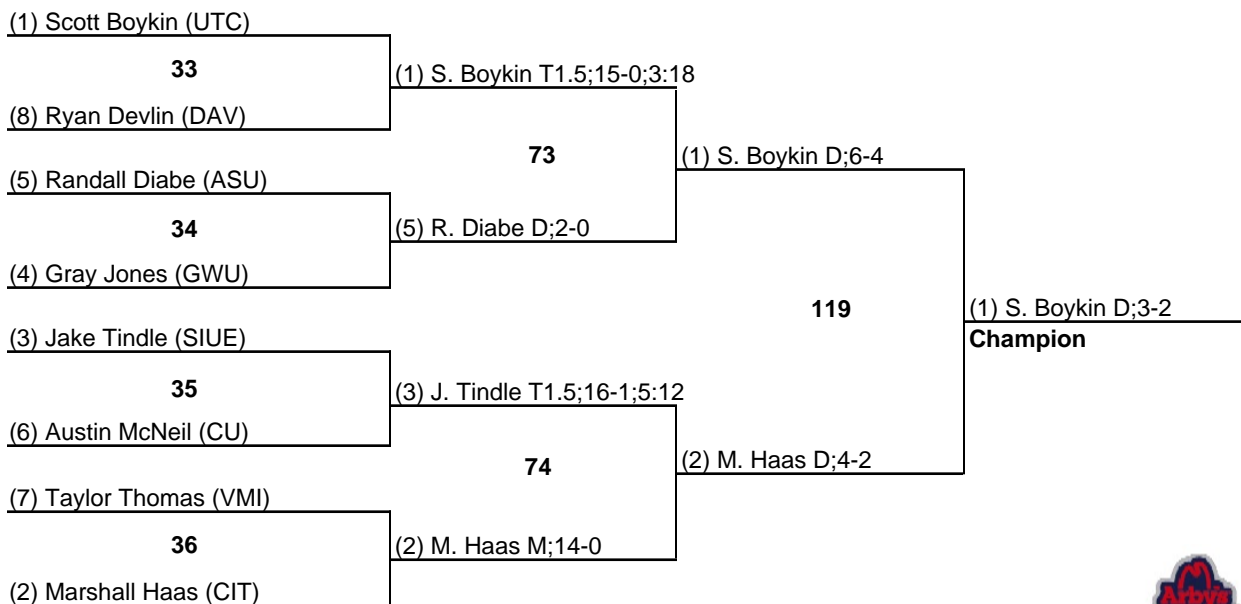 (1) Scott Boykin (UTC)
33
(1) S. Boykin T1.5;15-0;3:18
(8) Ryan Devlin (DAV)
73
(1) S. Boykin D;6-4
(5) Randall Diabe (ASU)
34
(5) R. Diabe D;2-0
(4) Gray Jones (GWU)
119
(1) S. Boykin D;3-2
Champion
(3) Jake Tindle (SIUE)
35
(3) J. Tindle T1.5;16-1;5:12
(6) Austin McNeil (CU)
74
(2) M. Haas D;4-2
(7) Taylor Thomas (VMI)
36
(2) M. Haas M;14-0
(2) Marshall Haas (CIT)
Arby's